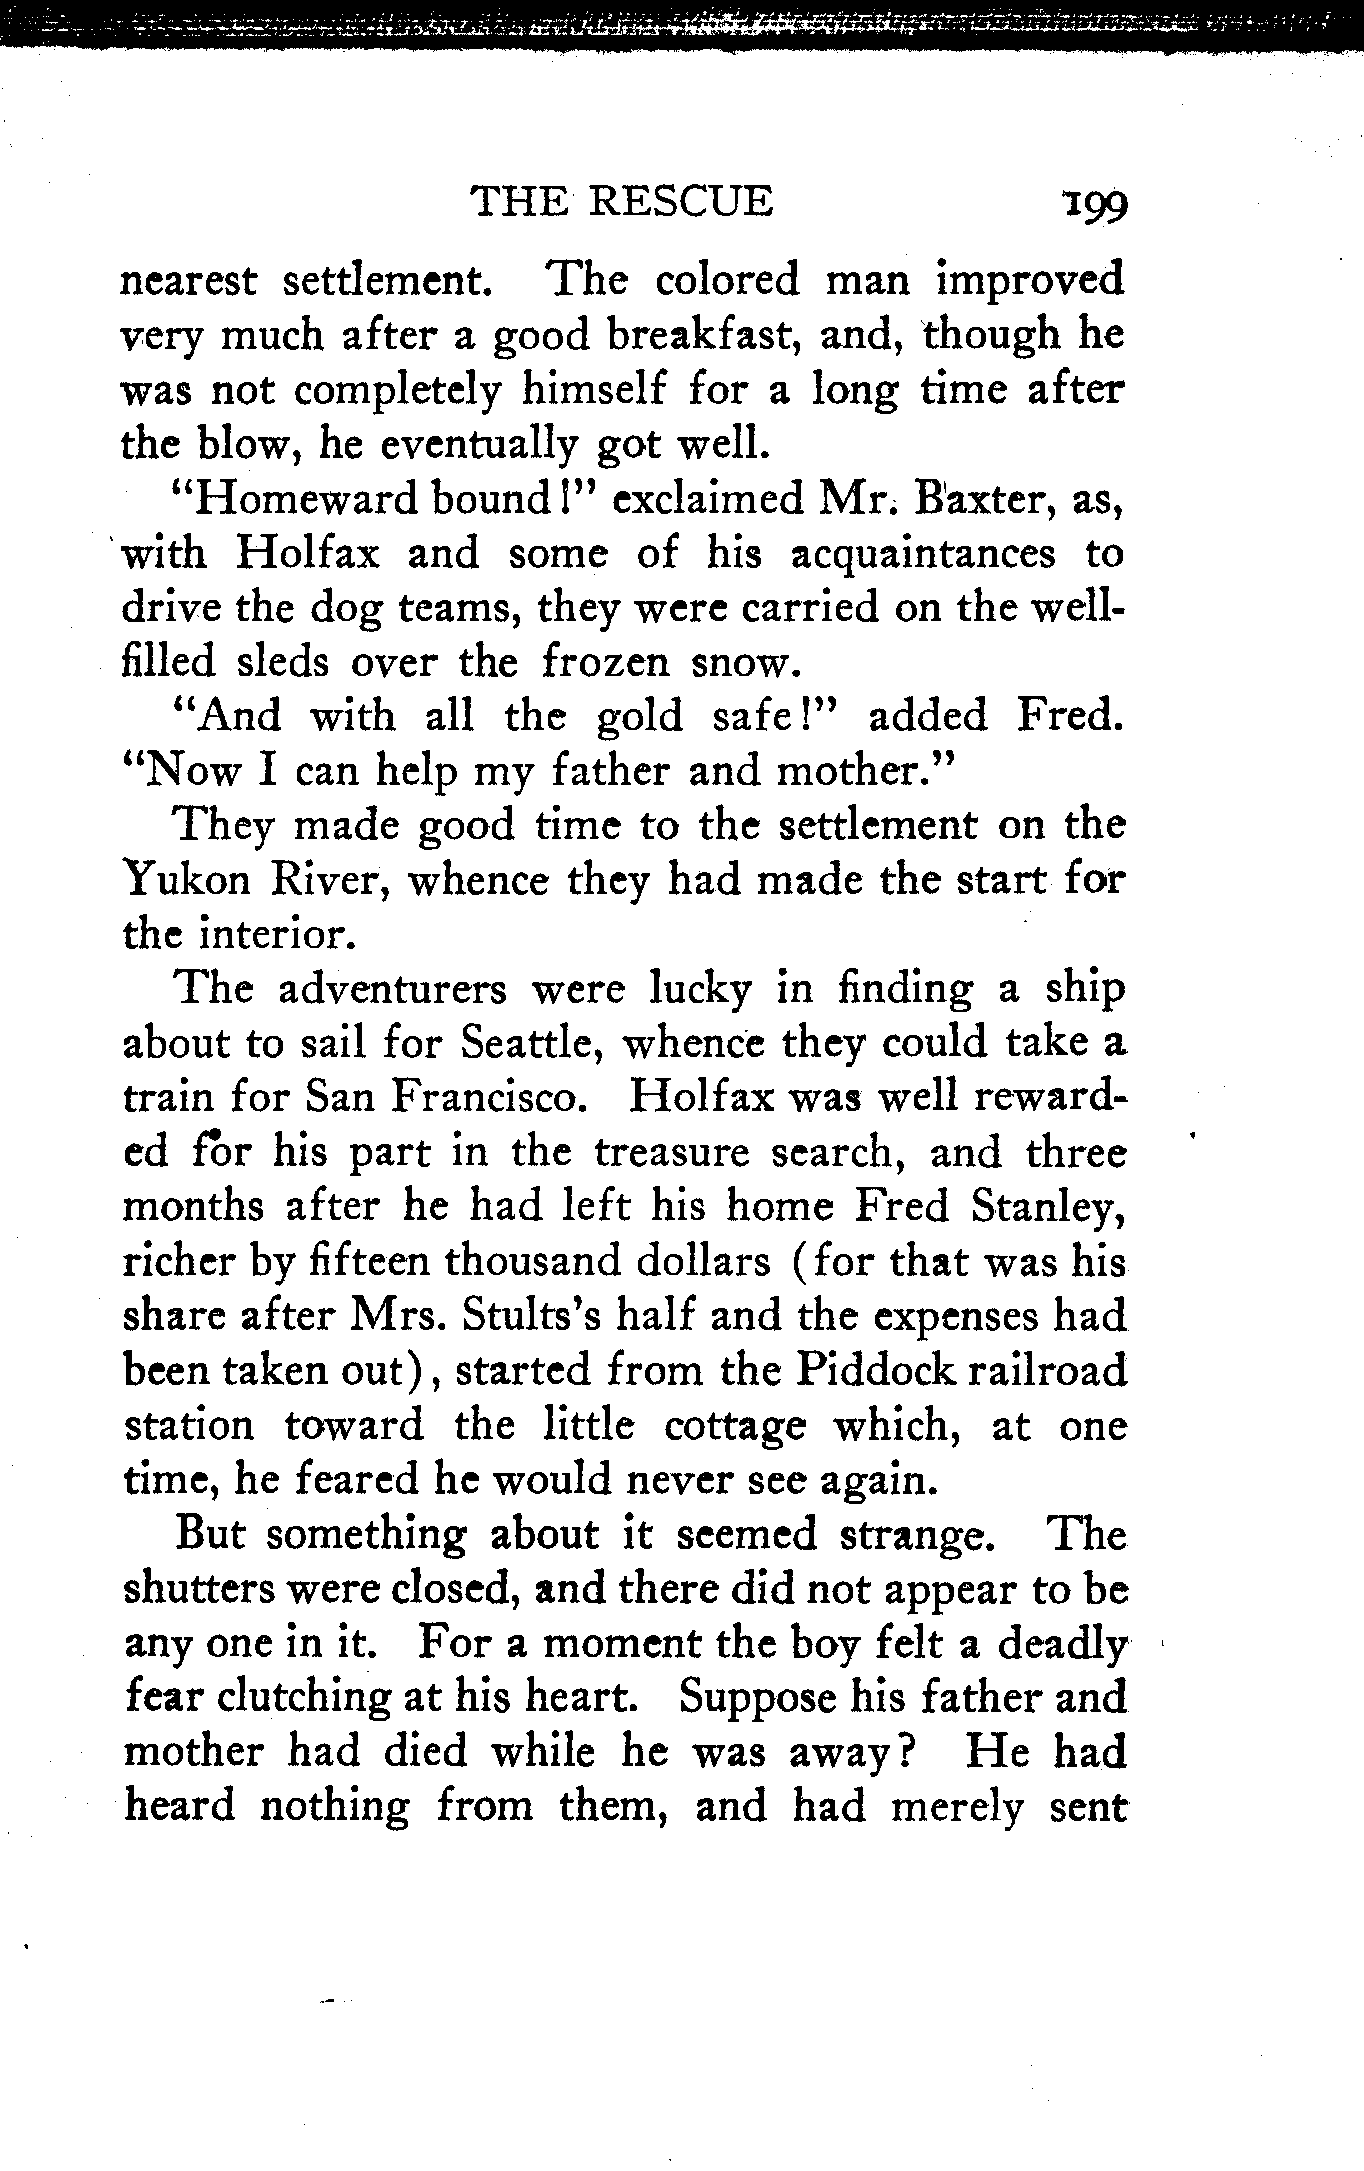 THE RESCUE 199
nearest settlement. The colored man improved
very much after a good breakfast, and, though he
was not completely himself for a long time after
the blow, he eventually got well.
"Homeward bound!" exclaimed Mr. Baxter, as,
with Holfax and some of his acquaintances to
drive the dog teams, they were carried on the well-
filled sleds over the frozen snow.
"And with all the gold safe!" added Fred.
"Now I can help my father and mother."
They made good time to the settlement on the
Yukon River, whence they had made the start for
the interior.
The adventurers were lucky in finding a ship
about to sail for Seattle, whence they could take a
train for San Francisco. Holfax was well reward-
ed for his part in the treasure search, and three
months after he had left his home Fred Stanley,
richer by fifteen thousand dollars (for that was his
share after Mrs. Stults's half and the expenses had
been taken out), started from the Piddock railroad
station toward the little cottage which, at one
time, he feared he would never see again.
But something about it seemed strange. The
shutters were closed, and there did not appear to be
any one in it. For a moment the boy felt a deadly
fear clutching at his heart. Suppose his father and
mother had died while he was away? He had
heard nothing from them, and had merely sent